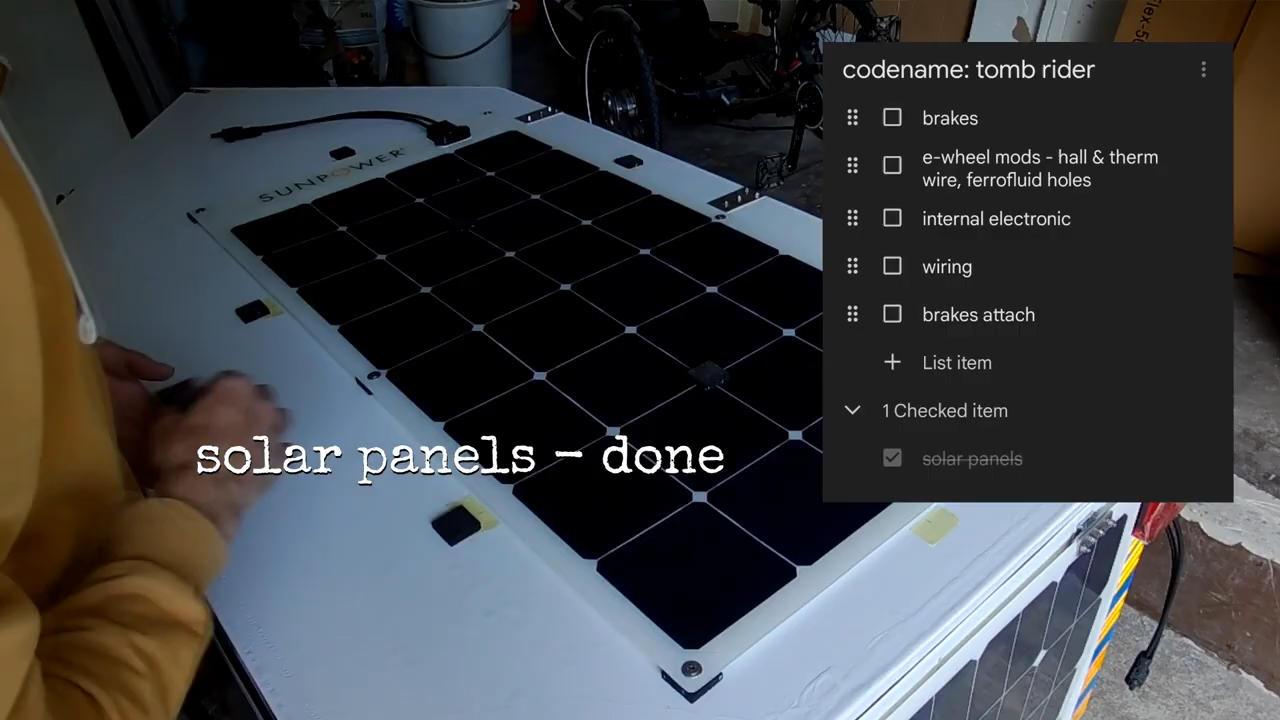 codename: tomb rider
brakes
e-wheel mods - hall & therm
wire, ferrofluid holes
internal electronic
wiring
brakes attach
+ List item
1 Checked item
solar panels
SUNPOWER
solar panels - done